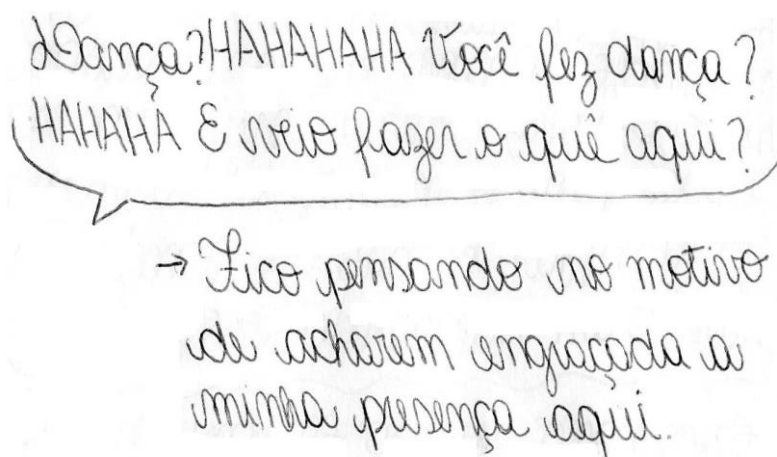 Dança? HAHAHAHA Você fez dança?
HAHAHA E veio fazer o quê aqui?
→ Fico pensando no motivo
de acharem engraçada a
minha presença aqui.